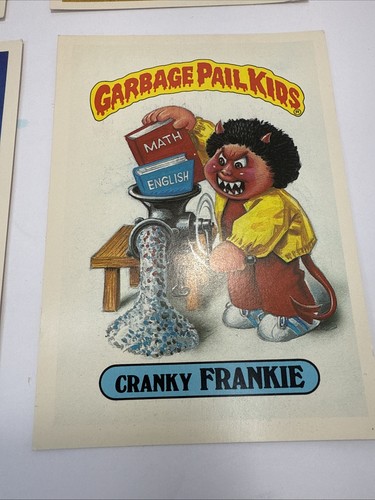 GARBAGE PAIL KIDS
MATH
ENGLISH
CRANKY FRANKIE